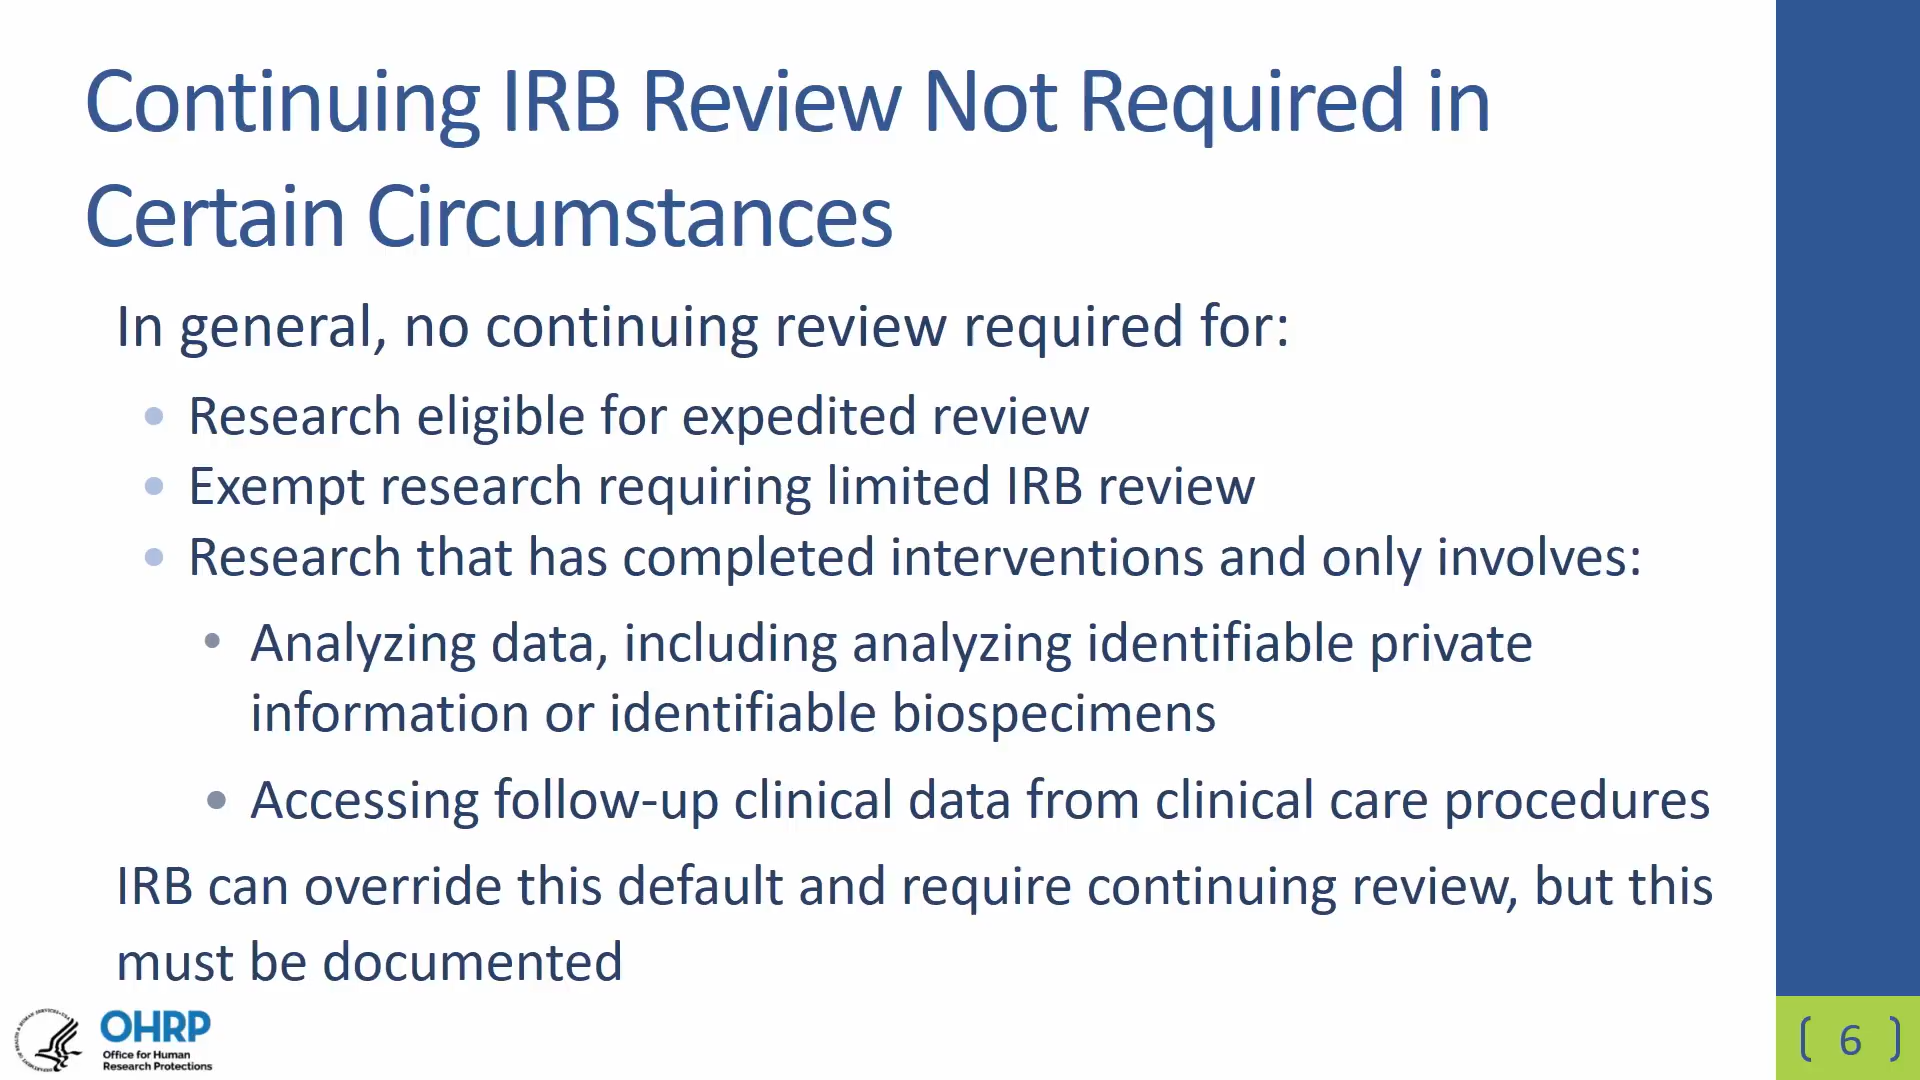 Continuing IRB Review Not Required in
Certain Circumstances
In general, no continuing review required for:
• Research eligible for expedited review
• Exempt research requiring limited IRB review
• Research that has completed interventions and only involves:
• Analyzing data, including analyzing identifiable private
information or identifiable biospecimens
• Accessing follow-up clinical data from clinical care procedures
IRB can override this default and require continuing review, but this
must be documented
OHRP
Office for Human
Research Protections
[ 6 ]